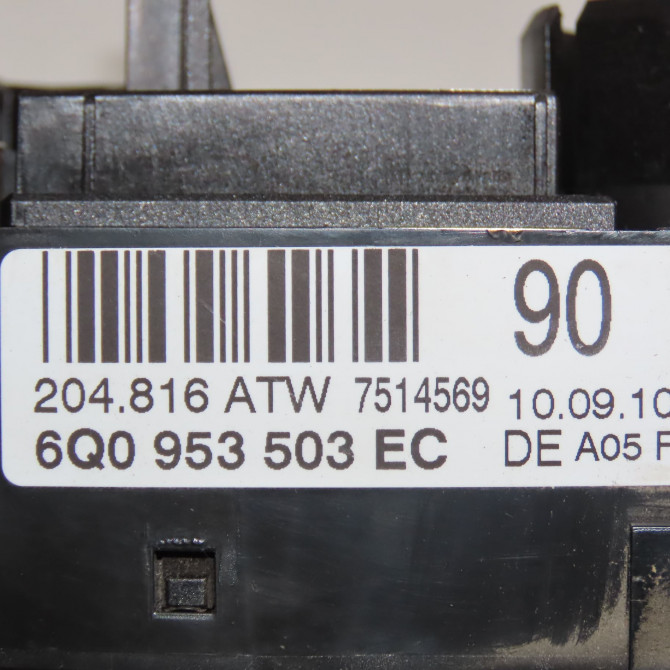 90
204.816 ATW 7514569 10.09.10
6Q0 953 503 EC DE A05 F